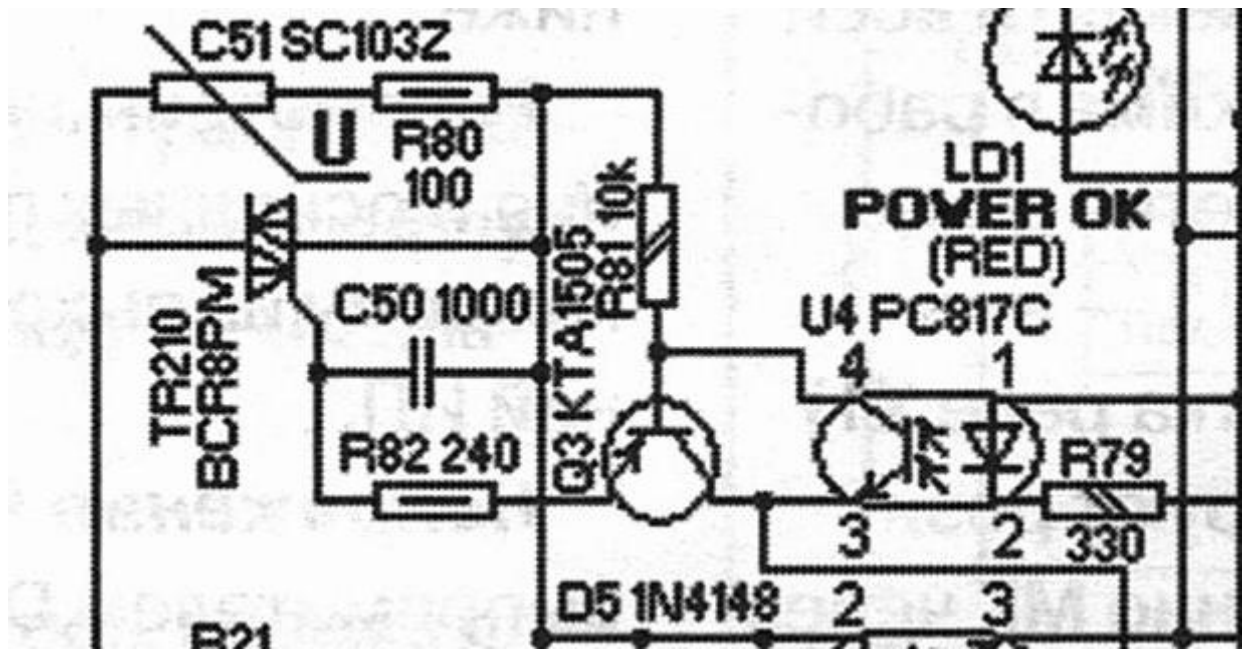 C51 SC103Z
U
R80
100
LD1
POVER OK
(RED)
R81 10k
C50 1000
U4 PC817C
4 1
TR210
BCR8PM
Q3 KTA1505
R82 240
R79
330
3 2
D5 1N4148
2 3